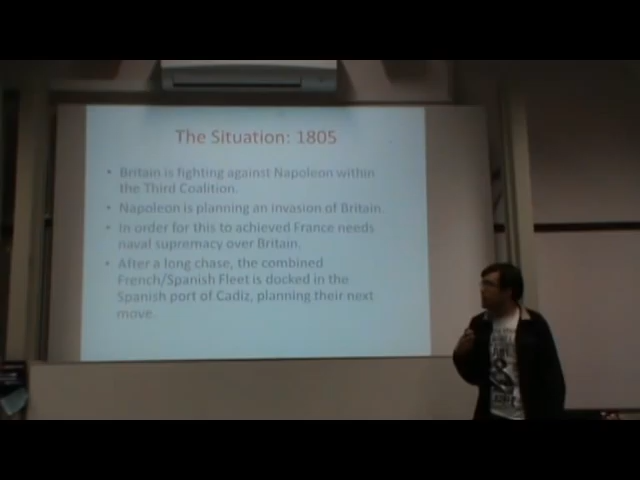 The Situation: 1805
• Britain is fighting against Napoleon within
the Third Coalition.
• Napoleon is planning an invasion of Britain.
• In order for this to achieved France needs
naval supremacy over Britain.
• After a long chase, the combined
French/Spanish Fleet is docked in the
Spanish port of Cadiz, planning their next
move.